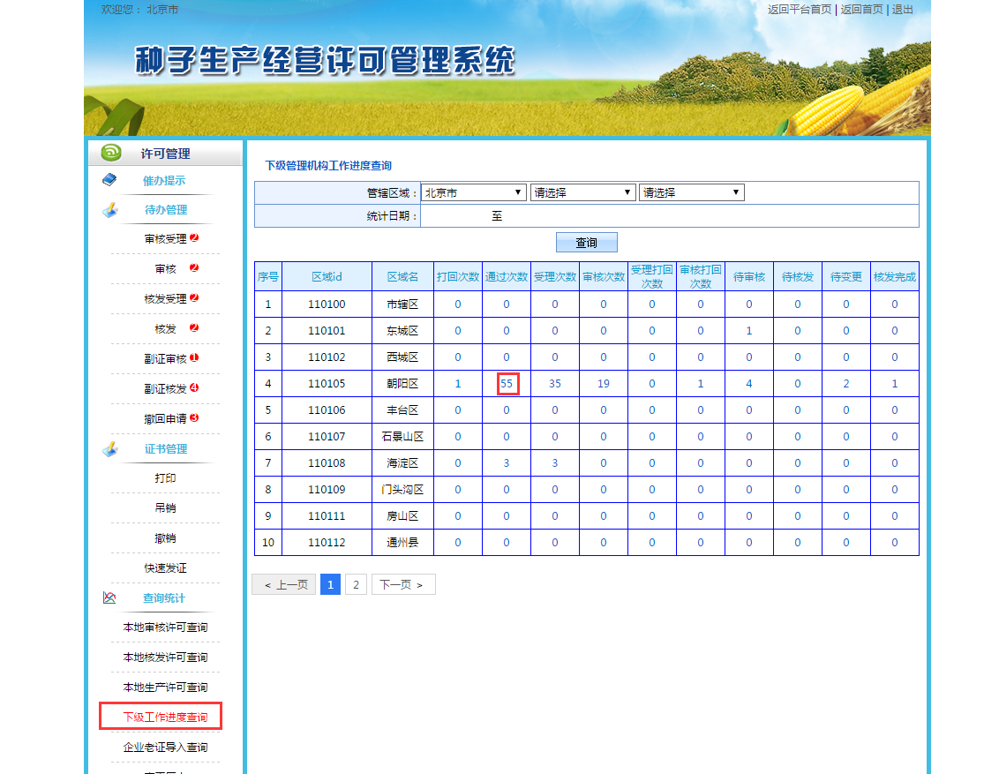 欢迎您： 北京市
返回平台首页 | 返回首页 | 退出
种子生产经营许可管理系统
许可管理
催办提示
待办管理
审核受理 2
审核 2
核发受理 2
核发 2
副证审核 1
副证核发 4
撤回申请 3
证书管理
打印
吊销
撤销
快速发证
查询统计
本地审核许可查询
本地核发许可查询
本地生产许可查询
下级工作进度查询
企业老证导入查询
下级管理机构工作进度查询
管辖区域： 北京市 ▼ 请选择 ▼ 请选择 ▼
统计日期： 至
查询
序号 区域id 区域名 打回次数 通过次数 受理次数 审核次数 受理打回次数 审核打回次数 待审核 待核发 待变更 核发完成
1 110100 市辖区 0 0 0 0 0 0 0 0 0 0
2 110101 东城区 0 0 0 0 0 0 1 0 0 0
3 110102 西城区 0 0 0 0 0 0 0 0 0 0
4 110105 朝阳区 1 55 35 19 0 1 4 0 2 1
5 110106 丰台区 0 0 0 0 0 0 0 0 0 0
6 110107 石景山区 0 0 0 0 0 0 0 0 0 0
7 110108 海淀区 0 3 3 0 0 0 0 0 0 0
8 110109 门头沟区 0 0 0 0 0 0 0 0 0 0
9 110111 房山区 0 0 0 0 0 0 0 0 0 0
10 110112 通州县 0 0 0 0 0 0 0 0 0 0
< 上一页 1 2 下一页 >